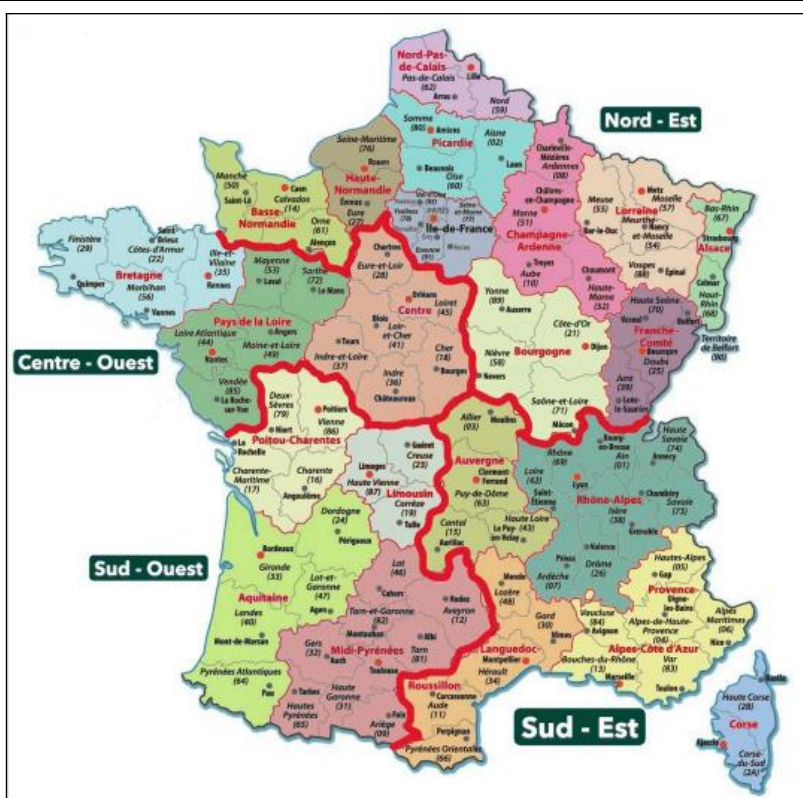 Nord-Pas-
de-Calais
Pas-de-Calais
(62)
Lille
Arras
Nord
(59)
Nord - Est
Somme
(80)
Amiens
Picardie
Aisne
(02)
Beauvais
Laon
Oise
(60)
Seine-Maritime
(76)
Rouen
Haute-
Normandie
Évreux
Eure
(27)
Manche
(50)
Saint-Lô
Caen
Calvados
(14)
Basse-
Normandie
Orne
(61)
Alençon
Île-de-France
Charleville-
Mézières
Ardennes
(08)
Châlons-
en-Champagne
Marne
(51)
Champagne-
Ardenne
Troyes
Aube
(10)
Chaumont
Haute-
Marne
(52)
Meuse
(55)
Bar-le-Duc
Metz
Moselle
(57)
Lorraine
Nancy
Meurthe-
et-Moselle
(54)
Vosges
(88)
Épinal
Bas-Rhin
(67)
Strasbourg
Alsace
Colmar
Haut-
Rhin
(68)
Finistère
(29)
Quimper
Saint-
Brieuc
Côtes-d'Armor
(22)
Bretagne
Morbihan
(56)
Vannes
Ille-et-
Vilaine
(35)
Rennes
Mayenne
(53)
Laval
Sarthe
(72)
Le Mans
Pays de la Loire
Loire Atlantique
(44)
Nantes
Angers
Maine-et-Loire
(49)
Vendée
(85)
La Roche-
sur-Yon
Centre - Ouest
Chartres
Eure-et-Loir
(28)
Orléans
Loiret
(45)
Centre
Blois
Loir-
et-Cher
(41)
Tours
Indre-et-Loire
(37)
Cher
(18)
Bourges
Indre
(36)
Châteauroux
Yonne
(89)
Auxerre
Côte-d'Or
(21)
Dijon
Bourgogne
Nièvre
(58)
Nevers
Saône-et-Loire
(71)
Mâcon
Haute Saône
(70)
Vesoul
Belfort
Franche-
Comté
Besançon
Doubs
(25)
Jura
(39)
Lons-le
Saunier
Territoire
de Belfort
(90)
Deux-
Sèvres
(79)
Niort
Poitiers
Vienne
(86)
Poitou-Charentes
La
Rochelle
Charente-
Maritime
(17)
Charente
(16)
Angoulême
Limoges
Haute Vienne
(87)
Guéret
Creuse
(23)
Limousin
Corrèze
(19)
Tulle
Allier
(03)
Moulins
Auvergne
Clermont-
Ferrand
Puy-de-Dôme
(63)
Cantal
(15)
Aurillac
Haute Loire
(43)
Le Puy-
en-Velay
Loire
(42)
Saint-
Étienne
Rhône
(69)
Lyon
Bourg-
en-Bresse
Ain
(01)
Haute
Savoie
(74)
Annecy
Rhône-Alpes
Chambéry
Savoie
(73)
Isère
(38)
Grenoble
Valence
Drôme
(26)
Privas
Ardèche
(07)
Sud - Ouest
Dordogne
(24)
Périgueux
Bordeaux
Gironde
(33)
Aquitaine
Lot-et-
Garonne
(47)
Agen
Landes
(40)
Mont-de-Marsan
Pyrénées Atlantiques
(64)
Pau
Lot
(46)
Cahors
Rodez
Aveyron
(12)
Tarn-et-Garonne
(82)
Montauban
Albi
Tarn
(81)
Gers
(32)
Auch
Midi-Pyrénées
Toulouse
Haute
Garonne
(31)
Tarbes
Hautes
Pyrénées
(65)
Foix
Ariège
(09)
Mende
Lozère
(48)
Gard
(30)
Nîmes
Languedoc
Montpellier
Hérault
(34)
Roussillon
Carcassonne
Aude
(11)
Perpignan
Pyrénées Orientales
(66)
Hautes-Alpes
(05)
Gap
Provence-
Digne-
les-Bains
Alpes-de-Haute-
Provence
(04)
Alpes
Maritimes
(06)
Nice
Vaucluse
(84)
Avignon
Alpes-Côte d'Azur
Bouches-du-Rhône
(13)
Marseille
Var
(83)
Toulon
Sud - Est
Bastia
Haute Corse
(2B)
Corse
Ajaccio
Corse-
du-Sud
(2A)